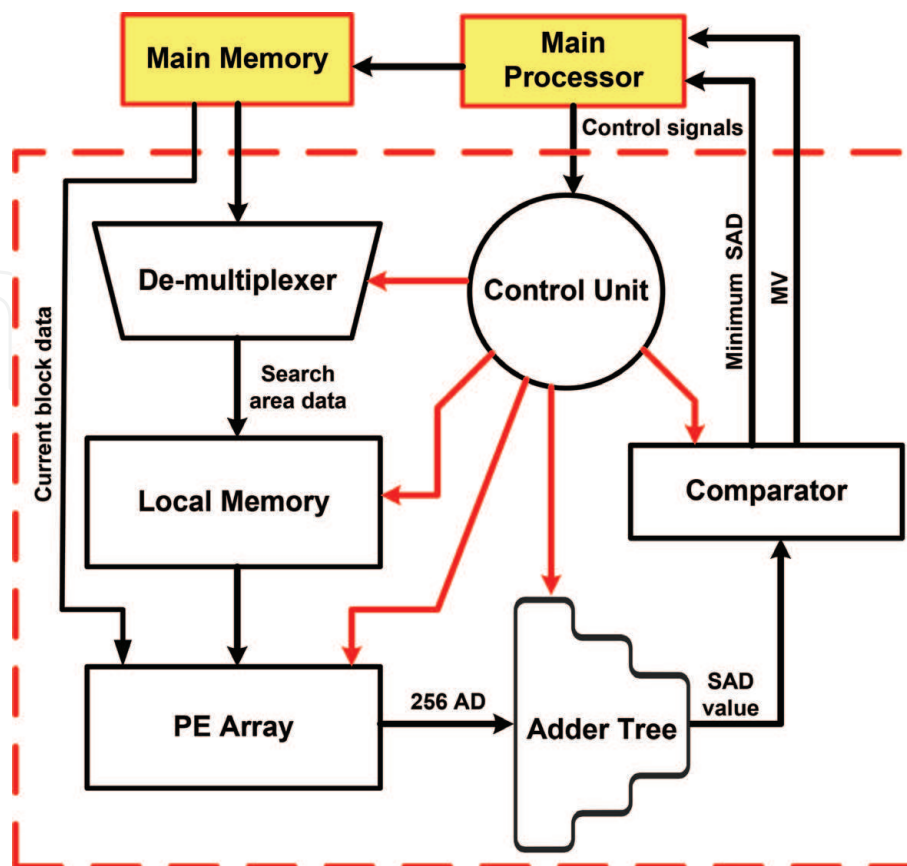 Main Memory
Main
Processor
Control signals
De-multiplexer
Control Unit
Minimum SAD
MV
Search
area data
Current block data
Local Memory
Comparator
PE Array
256 AD
Adder Tree
SAD
value